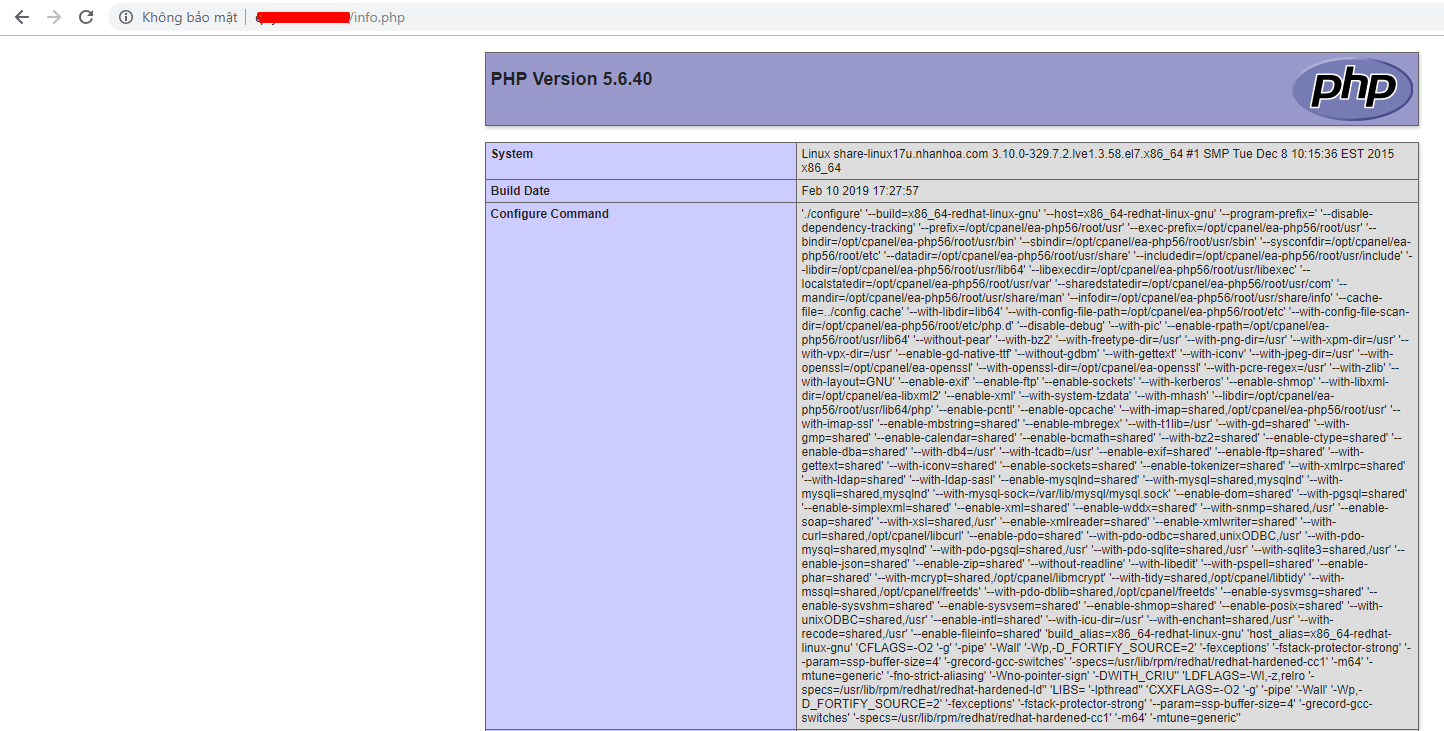 Không bảo mật /info.php
PHP Version 5.6.40
php
System
Linux share-linux17u.nhanhoa.com 3.10.0-329.7.2.lve1.3.58.el7.x86_64 #1 SMP Tue Dec 8 10:15:36 EST 2015
x86_64
Build Date
Feb 10 2019 17:27:57
Configure Command
'./configure' '--build=x86_64-redhat-linux-gnu' '--host=x86_64-redhat-linux-gnu' '--program-prefix=' '--disable-
dependency-tracking' '--prefix=/opt/cpanel/ea-php56/root/usr' '--exec-prefix=/opt/cpanel/ea-php56/root/usr' '--
bindir=/opt/cpanel/ea-php56/root/usr/bin' '--sbindir=/opt/cpanel/ea-php56/root/usr/sbin' '--sysconfdir=/opt/cpanel/ea-
php56/root/etc' '--datadir=/opt/cpanel/ea-php56/root/usr/share' '--includedir=/opt/cpanel/ea-php56/root/usr/include' '-
-libdir=/opt/cpanel/ea-php56/root/usr/lib64' '--libexecdir=/opt/cpanel/ea-php56/root/usr/libexec' '--
localstatedir=/opt/cpanel/ea-php56/root/usr/var' '--sharedstatedir=/opt/cpanel/ea-php56/root/usr/com' '--
mandir=/opt/cpanel/ea-php56/root/usr/share/man' '--infodir=/opt/cpanel/ea-php56/root/usr/share/info' '--cache-
file=../config.cache' '--with-libdir=lib64' '--with-config-file-path=/opt/cpanel/ea-php56/root/etc' '--with-config-file-scan-
dir=/opt/cpanel/ea-php56/root/etc/php.d' '--disable-debug' '--with-pic' '--enable-rpath=/opt/cpanel/ea-
php56/root/usr/lib64' '--without-pear' '--with-bz2' '--with-freetype-dir=/usr' '--with-png-dir=/usr' '--with-xpm-dir=/usr' '--
-with-vpx-dir=/usr' '--enable-gd-native-ttf' '--without-gdbm' '--with-gettext' '--with-iconv' '--with-jpeg-dir=/usr' '--with-
openssl=/opt/cpanel/ea-openssl' '--with-openssl-dir=/opt/cpanel/ea-openssl' '--with-pcre-regex=/usr' '--with-zlib' '--
with-layout=GNU' '--enable-exif' '--enable-ftp' '--enable-sockets' '--with-kerberos' '--enable-shmop' '--with-libxml-
dir=/opt/cpanel/ea-libxml2' '--enable-xml' '--with-system-tzdata' '--with-mhash' '--libdir=/opt/cpanel/ea-
php56/root/usr/lib64/php' '--enable-pcntl' '--enable-opcache' '--with-imap=shared,/opt/cpanel/ea-php56/root/usr' '--
with-imap-ssl' '--enable-mbstring=shared' '--enable-mbregex' '--with-t1lib=/usr' '--with-gd=shared' '--with-
gmp=shared' '--enable-calendar=shared' '--enable-bcmath=shared' '--with-bz2=shared' '--enable-ctype=shared' '--
enable-dba=shared' '--with-db4=/usr' '--with-tcadb=/usr' '--enable-exif=shared' '--enable-ftp=shared' '--with-
gettext=shared' '--with-iconv=shared' '--enable-sockets=shared' '--enable-tokenizer=shared' '--with-xmlrpc=shared'
'--with-ldap=shared' '--with-ldap-sasl' '--enable-mysqlnd=shared' '--with-mysql=shared,mysqlnd' '--with-
mysqli=shared,mysqlnd' '--with-mysql-sock=/var/lib/mysql/mysql.sock' '--enable-dom=shared' '--with-pgsql=shared'
'--enable-simplexml=shared' '--enable-xml=shared' '--enable-wddx=shared' '--with-snmp=shared,/usr' '--enable-
soap=shared' '--with-xsl=shared,/usr' '--enable-xmlreader=shared' '--enable-xmlwriter=shared' '--with-
curl=shared,/opt/cpanel/libcurl' '--enable-pdo=shared' '--with-pdo-odbc=shared,unixODBC,/usr' '--with-pdo-
mysql=shared,mysqlnd' '--with-pdo-pgsql=shared,/usr' '--with-pdo-sqlite=shared,/usr' '--with-sqlite3=shared,/usr' '--
enable-json=shared' '--enable-zip=shared' '--without-readline' '--with-libedit' '--with-pspell=shared' '--enable-
phar=shared' '--with-mcrypt=shared,/opt/cpanel/libmcrypt' '--with-tidy=shared,/opt/cpanel/libtidy' '--with-
mssql=shared,/opt/cpanel/freetds' '--with-pdo-dblib=shared,/opt/cpanel/freetds' '--enable-sysvmsg=shared' '--
enable-sysvshm=shared' '--enable-sysvsem=shared' '--enable-shmop=shared' '--enable-posix=shared' '--with-
unixODBC=shared,/usr' '--enable-intl=shared' '--with-icu-dir=/usr' '--with-enchant=shared,/usr' '--with-
recode=shared,/usr' '--enable-fileinfo=shared' 'build_alias=x86_64-redhat-linux-gnu' 'host_alias=x86_64-redhat-
linux-gnu' 'CFLAGS=-O2 '-g' '-pipe' '-Wall' '-Wp,-D_FORTIFY_SOURCE=2' '-fexceptions' '-fstack-protector-strong' '-
-param=ssp-buffer-size=4' '-grecord-gcc-switches' '-specs=/usr/lib/rpm/redhat/redhat-hardened-cc1' '-m64' '-
mtune=generic' '-fno-strict-aliasing' '-Wno-pointer-sign' '-DWITH_CRIU'' 'LDFLAGS=-Wl,-z,relro '-
specs=/usr/lib/rpm/redhat/redhat-hardened-ld'' 'LIBS= '-lpthread'' 'CXXFLAGS=-O2 '-g' '-pipe' '-Wall' '-Wp,-
D_FORTIFY_SOURCE=2' '-fexceptions' '-fstack-protector-strong' '--param=ssp-buffer-size=4' '-grecord-gcc-
switches' '-specs=/usr/lib/rpm/redhat/redhat-hardened-cc1' '-m64' '-mtune=generic''